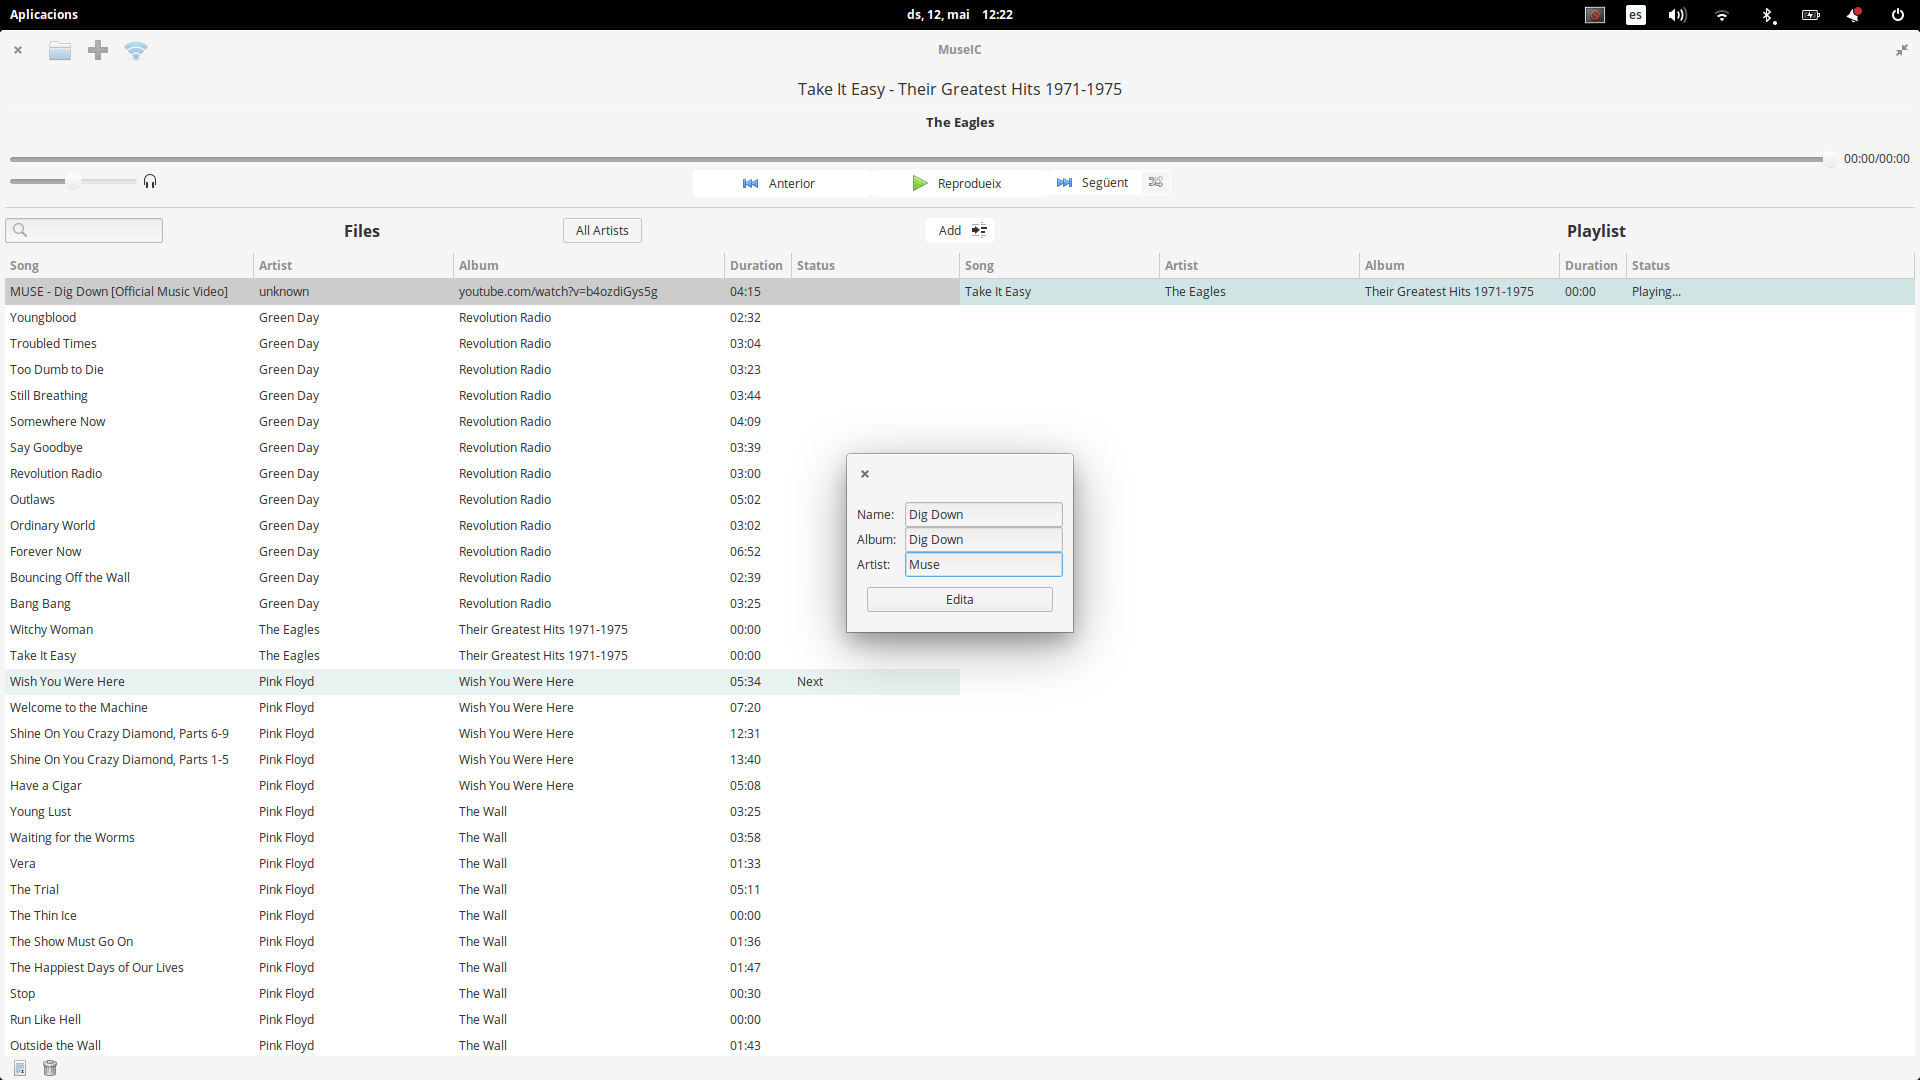 Aplicacions ds, 12, mai 12:22 es
MuseIC
Take It Easy - Their Greatest Hits 1971-1975
The Eagles
00:00/00:00
Anterior Reprodueix Següent
Files All Artists Add Playlist
Song Artist Album Duration Status Song Artist Album Duration Status
MUSE - Dig Down [Official Music Video] unknown youtube.com/watch?v=b4ozdiGys5g 04:15 Take It Easy The Eagles Their Greatest Hits 1971-1975 00:00 Playing...
Youngblood Green Day Revolution Radio 02:32
Troubled Times Green Day Revolution Radio 03:04
Too Dumb to Die Green Day Revolution Radio 03:23
Still Breathing Green Day Revolution Radio 03:44
Somewhere Now Green Day Revolution Radio 04:09
Say Goodbye Green Day Revolution Radio 03:39
Revolution Radio Green Day Revolution Radio 03:00
Outlaws Green Day Revolution Radio 05:02
Ordinary World Green Day Revolution Radio 03:02
Forever Now Green Day Revolution Radio 06:52
Bouncing Off the Wall Green Day Revolution Radio 02:39
Bang Bang Green Day Revolution Radio 03:25
Witchy Woman The Eagles Their Greatest Hits 1971-1975 00:00
Take It Easy The Eagles Their Greatest Hits 1971-1975 00:00
Wish You Were Here Pink Floyd Wish You Were Here 05:34 Next
Welcome to the Machine Pink Floyd Wish You Were Here 07:20
Shine On You Crazy Diamond, Parts 6-9 Pink Floyd Wish You Were Here 12:31
Shine On You Crazy Diamond, Parts 1-5 Pink Floyd Wish You Were Here 13:40
Have a Cigar Pink Floyd Wish You Were Here 05:08
Young Lust Pink Floyd The Wall 03:25
Waiting for the Worms Pink Floyd The Wall 03:58
Vera Pink Floyd The Wall 01:33
The Trial Pink Floyd The Wall 05:11
The Thin Ice Pink Floyd The Wall 00:00
The Show Must Go On Pink Floyd The Wall 01:36
The Happiest Days of Our Lives Pink Floyd The Wall 01:47
Stop Pink Floyd The Wall 00:30
Run Like Hell Pink Floyd The Wall 00:00
Outside the Wall Pink Floyd The Wall 01:43
Name: Dig Down
Album: Dig Down
Artist: Muse
Edita